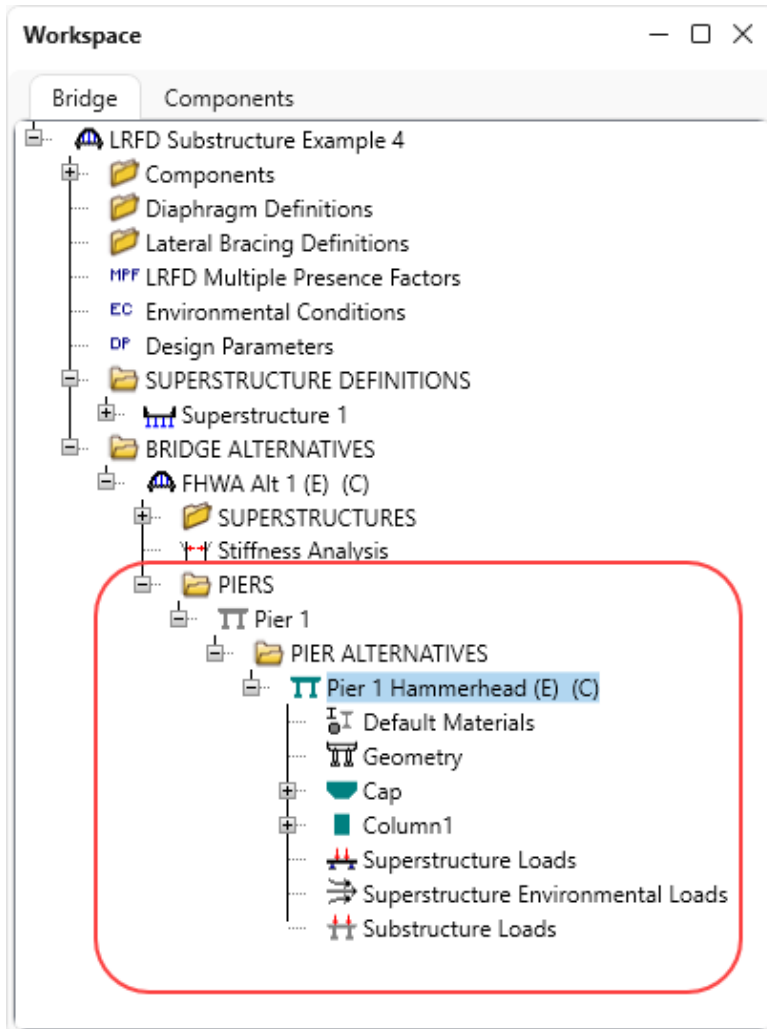 Workspace
Bridge Components
LRFD Substructure Example 4
Components
Diaphragm Definitions
Lateral Bracing Definitions
MPF LRFD Multiple Presence Factors
EC Environmental Conditions
DP Design Parameters
SUPERSTRUCTURE DEFINITIONS
Superstructure 1
BRIDGE ALTERNATIVES
FHWA Alt 1 (E) (C)
SUPERSTRUCTURES
Stiffness Analysis
PIERS
Pier 1
PIER ALTERNATIVES
Pier 1 Hammerhead (E) (C)
Default Materials
Geometry
Cap
Column1
Superstructure Loads
Superstructure Environmental Loads
Substructure Loads